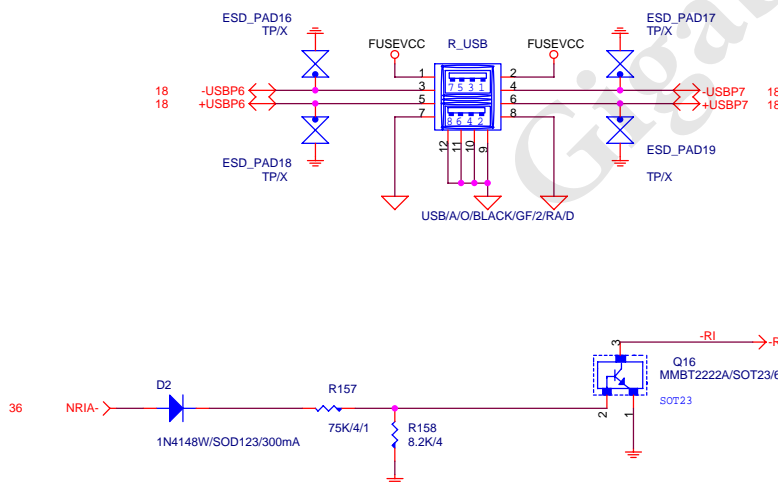 ESD_PAD16
TP/X
ESD_PAD17
TP/X
FUSEVCC
R_USB
FUSEVCC
1
2
18
-USBP6
3
7 5 3 1
4
-USBP7
18
18
+USBP6
5
6
+USBP7
18
7
8 6 4 2
8
12
11
10
9
ESD_PAD18
TP/X
ESD_PAD19
TP/X
USB/A/O/BLACK/GF/2/RA/D
Giga
-RI
-R
3
Q16
MMBT2222A/SOT23/6
SOT23
D2
R157
36
NRIA-
75K/4/1
R158
8.2K/4
1N4148W/SOD123/300mA
2
1